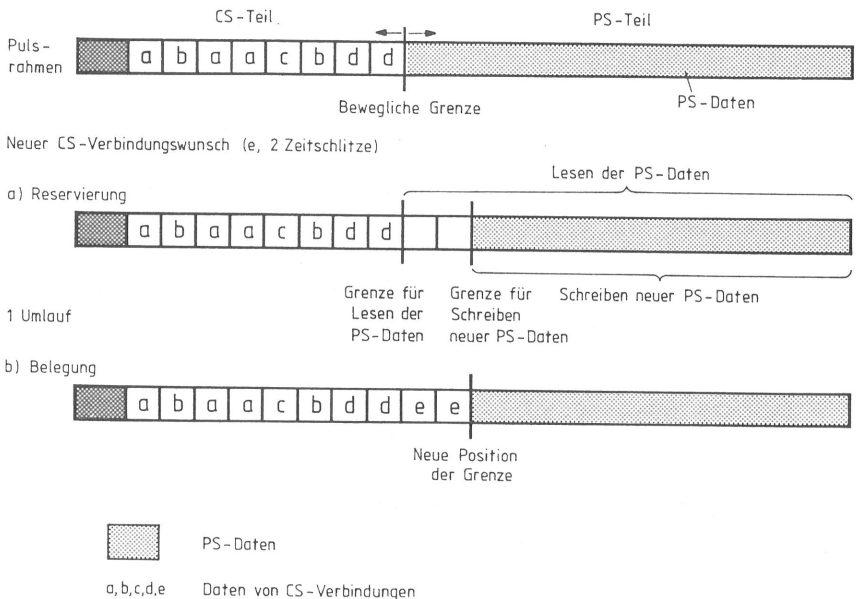 CS-Teil
PS-Teil
Puls-
rahmen
a b a a c b d d
Bewegliche Grenze
PS-Daten
Neuer CS-Verbindungswunsch (e, 2 Zeitschlitze)
Lesen der PS-Daten
a) Reservierung
a b a a c b d d
Grenze für
Lesen der
PS-Daten
Grenze für
Schreiben
neuer PS-Daten
Schreiben neuer PS-Daten
1 Umlauf
b) Belegung
a b a a c b d d e e
Neue Position
der Grenze
PS-Daten
a,b,c,d,e Daten von CS-Verbindungen